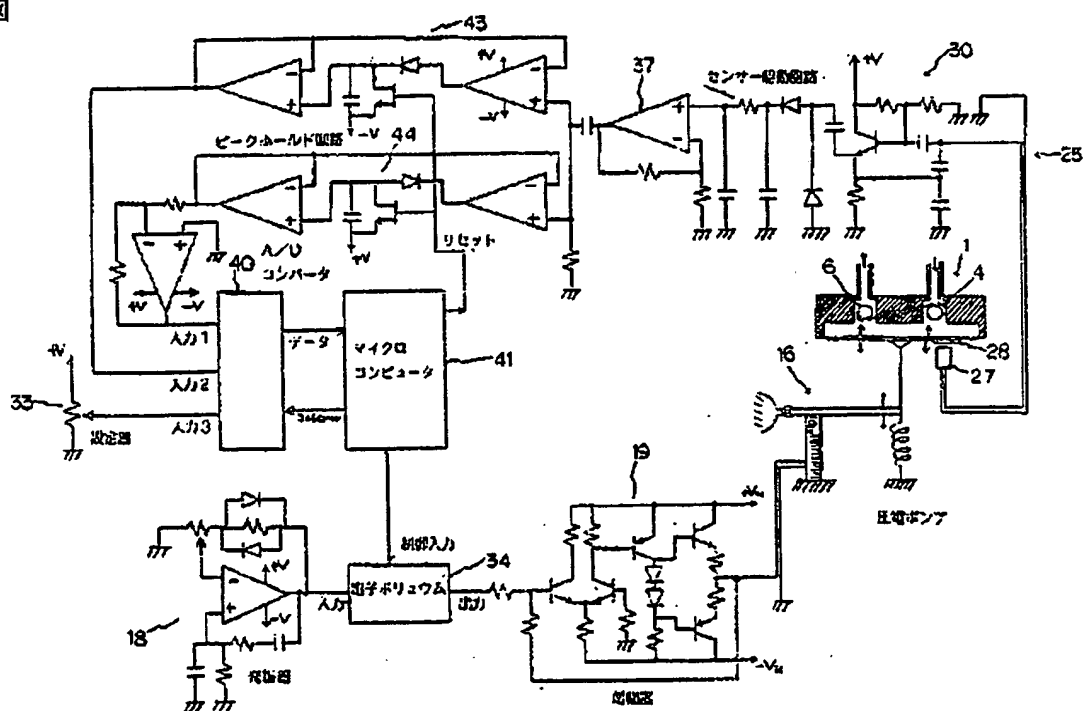 図
43
+V
-V
-V
37
センサー駆動回路
+V
30
25
ピークホールド回路
44
+V
リセット
+V
-V
A/D
コンバータ
40
入力1
入力2
入力3
データ
マイクロ
コンピュータ
41
+V
33
設定器
6
1
4
28
27
16
圧電ポンプ
19
制御入力
電子ボリュウム
34
入力
出力
+V
-V
18
発振器